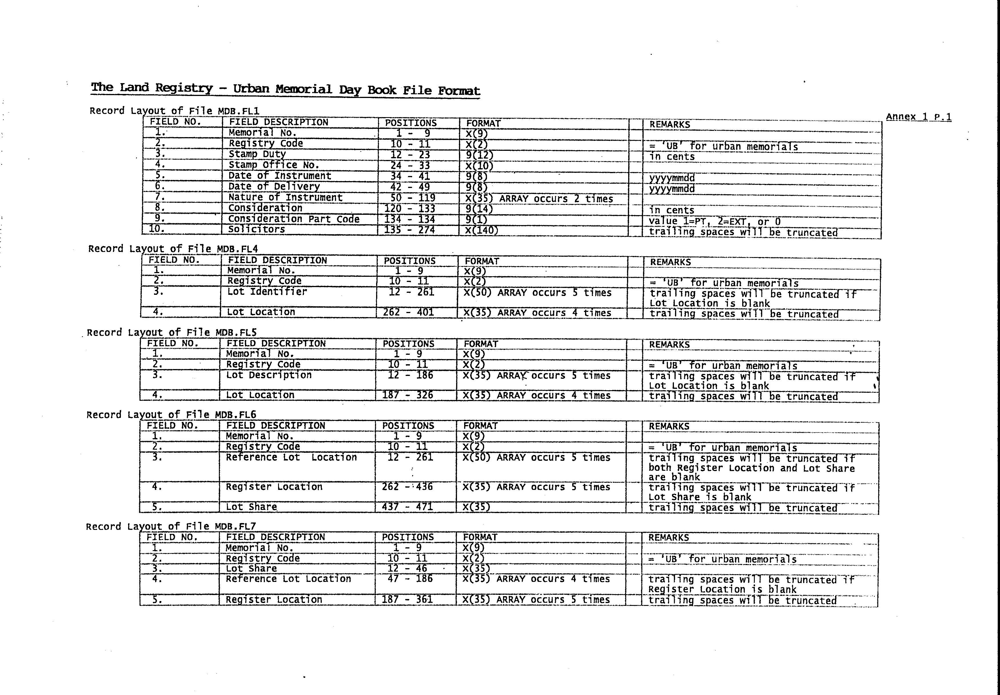 The Land Registry - Urban Memorial Day Book File Format
Annex 1 P.1
Record Layout of File MDB.FL1
FIELD NO. FIELD DESCRIPTION POSITIONS FORMAT REMARKS
1. Memorial No. 1 - 9 X(9)
2. Registry Code 10 - 11 X(2) = 'UB' for urban memorials
3. Stamp Duty 12 - 23 9(12) in cents
4. Stamp Office No. 24 - 33 X(10)
5. Date of Instrument 34 - 41 9(8) yyyymmdd
6. Date of Delivery 42 - 49 9(8) yyyymmdd
7. Nature of Instrument 50 - 119 X(35) ARRAY occurs 2 times
8. Consideration 120 - 133 9(14) in cents
9. Consideration Part Code 134 - 134 9(1) value 1=PT, 2=EXT, or 0
10. Solicitors 135 - 274 X(140) trailing spaces will be truncated
Record Layout of File MDB.FL4
FIELD NO. FIELD DESCRIPTION POSITIONS FORMAT REMARKS
1. Memorial No. 1 - 9 X(9)
2. Registry Code 10 - 11 X(2) = 'UB' for urban memorials
3. Lot Identifier 12 - 261 X(50) ARRAY occurs 5 times trailing spaces will be truncated if
Lot Location is blank
4. Lot Location 262 - 401 X(35) ARRAY occurs 4 times trailing spaces will be truncated
Record Layout of File MDB.FL5
FIELD NO. FIELD DESCRIPTION POSITIONS FORMAT REMARKS
1. Memorial No. 1 - 9 X(9)
2. Registry Code 10 - 11 X(2) = 'UB' for urban memorials
3. Lot Description 12 - 186 X(35) ARRAY occurs 5 times trailing spaces will be truncated if
Lot Location is blank
4. Lot Location 187 - 326 X(35) ARRAY occurs 4 times trailing spaces will be truncated
Record Layout of File MDB.FL6
FIELD NO. FIELD DESCRIPTION POSITIONS FORMAT REMARKS
1. Memorial No. 1 - 9 X(9)
2. Registry Code 10 - 11 X(2) = 'UB' for urban memorials
3. Reference Lot Location 12 - 261 X(50) ARRAY occurs 5 times trailing spaces will be truncated if
both Register Location and Lot Share
are blank
4. Register Location 262 - 436 X(35) ARRAY occurs 5 times trailing spaces will be truncated if
Lot Share is blank
5. Lot Share 437 - 471 X(35) trailing spaces will be truncated
Record Layout of File MDB.FL7
FIELD NO. FIELD DESCRIPTION POSITIONS FORMAT REMARKS
1. Memorial No. 1 - 9 X(9)
2. Registry Code 10 - 11 X(2) = 'UB' for urban memorials
3. Lot Share 12 - 46 X(35)
4. Reference Lot Location 47 - 186 X(35) ARRAY occurs 4 times trailing spaces will be truncated if
Register Location is blank
5. Register Location 187 - 361 X(35) ARRAY occurs 5 times trailing spaces will be truncated